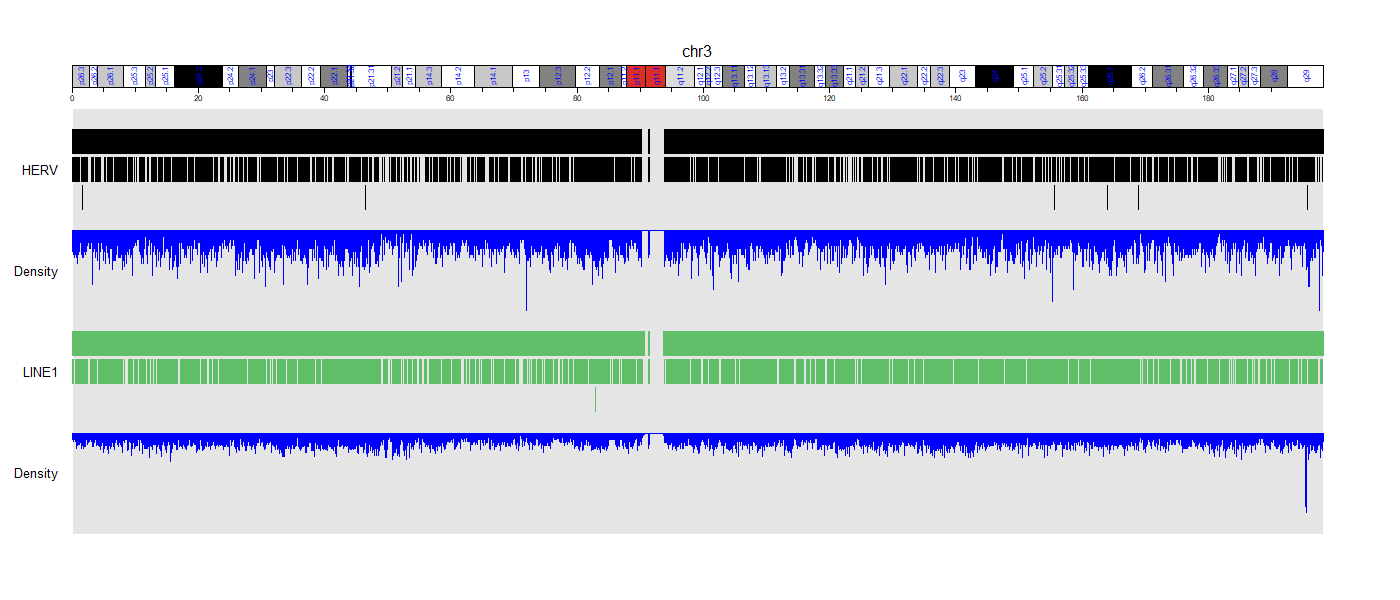 chr3
p26.3 p26.2 p26.1 p25.3 p25.2 p25.1 p24.3 p24.2 p24.1 p23 p22.3 p22.2 p22.1 p21.31 p21.2 p21.1 p14.3 p14.2 p14.1 p13 p12.3 p12.2 p12.1 p11.2 p11.1 q11.1 q11.2 q12.1 q12.2 q12.3 q13.11 q13.12 q13.13 q13.2 q13.31 q13.32 q13.33 q21.1 q21.2 q21.3 q22.1 q22.2 q22.3 q23 q24 q25.1 q25.2 q25.31 q25.32 q25.33 q26.1 q26.2 q26.31 q26.32 q26.33 q27.1 q27.2 q27.3 q28 q29
0 20 40 60 80 100 120 140 160 180
HERV
Density
LINE1
Density